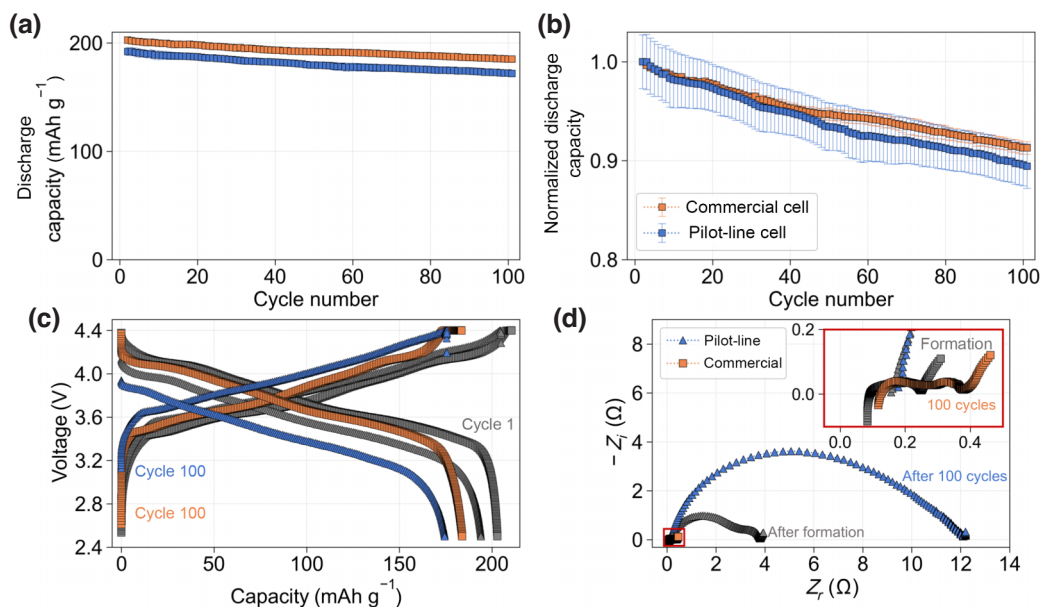 (a)
200
100
0
Discharge
capacity (mAh g⁻¹)
0 20 40 60 80 100
Cycle number
(b)
1.0
0.9
0.8
Normalized discharge
capacity
Commercial cell
Pilot-line cell
0 20 40 60 80 100
Cycle number
(c)
4.4
4.0
3.6
3.2
2.8
2.4
Voltage (V)
Cycle 1
Cycle 100
Cycle 100
0 50 100 150 200
Capacity (mAh g⁻¹)
(d)
8
6
4
2
0
− Zᵢ (Ω)
Pilot-line
Commercial
0.2
0.0
Formation
100 cycles
0.0 0.2 0.4
After 100 cycles
After formation
0 2 4 6 8 10 12 14
Zᵣ (Ω)